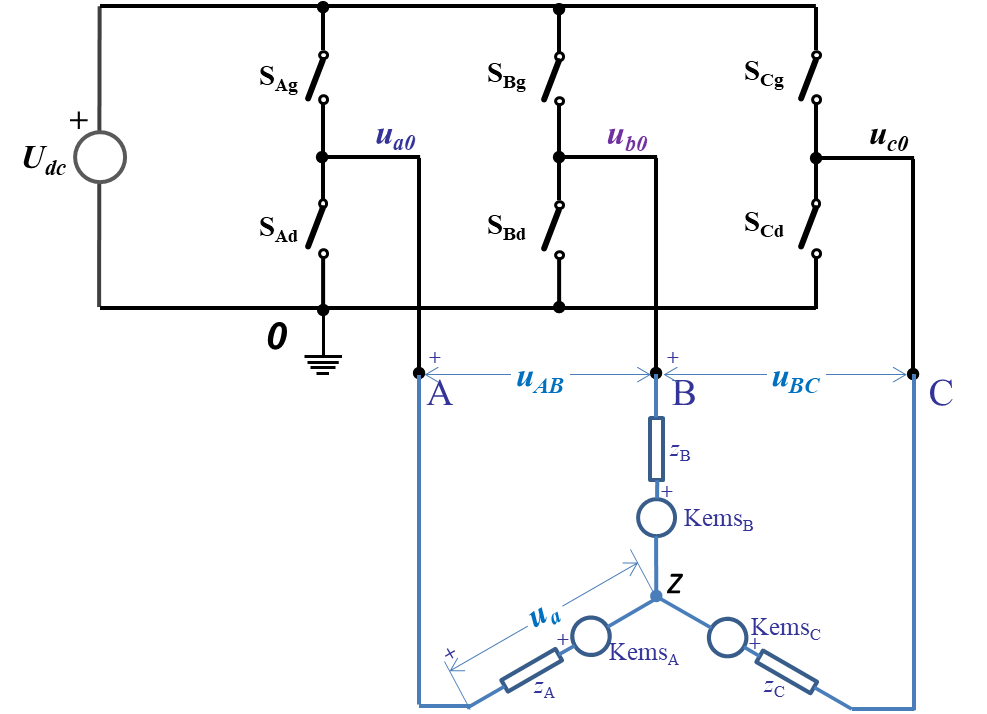 S_Ag S_Bg S_Cg
+
u_a0 u_b0 u_c0
U_dc
S_Ad S_Bd S_Cd
0
+ +
u_AB u_BC
A B C
z_B
+
Kems_B
z
u_a
+ + Kems_A Kems_C +
z_A z_C